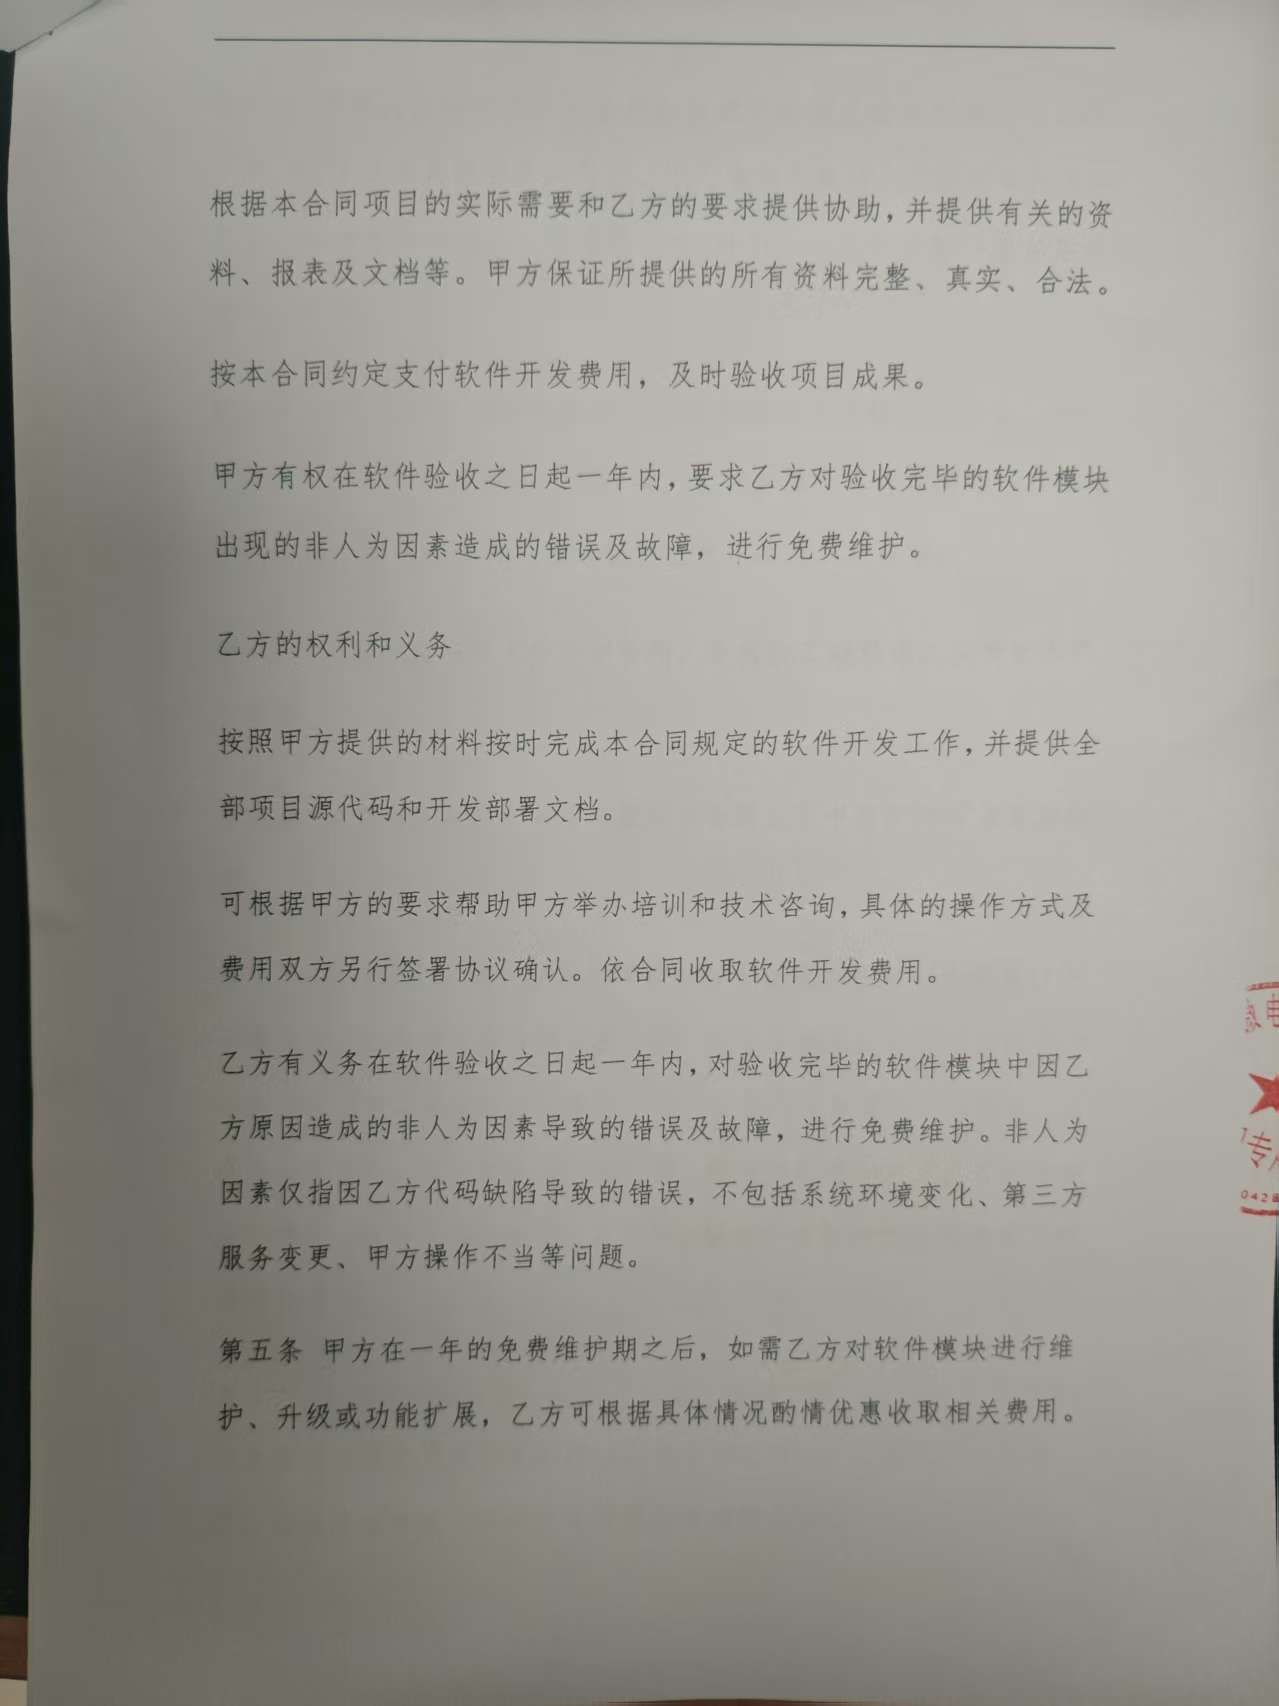 根据本合同项目的实际需要和乙方的要求提供协助，并提供有关的资
料、报表及文档等。甲方保证所提供的所有资料完整、真实、合法。
按本合同约定支付软件开发费用，及时验收项目成果。
甲方有权在软件验收之日起一年内，要求乙方对验收完毕的软件模块
出现的非人为因素造成的错误及故障，进行免费维护。
乙方的权利和义务
按照甲方提供的材料按时完成本合同规定的软件开发工作，并提供全
部项目源代码和开发部署文档。
可根据甲方的要求帮助甲方举办培训和技术咨询，具体的操作方式及
费用双方另行签署协议确认。依合同收取软件开发费用。
乙方有义务在软件验收之日起一年内，对验收完毕的软件模块中因乙
方原因造成的非人为因素导致的错误及故障，进行免费维护。非人为
因素仅指因乙方代码缺陷导致的错误，不包括系统环境变化、第三方
服务变更、甲方操作不当等问题。
第五条 甲方在一年的免费维护期之后，如需乙方对软件模块进行维
护、升级或功能扩展，乙方可根据具体情况酌情优惠收取相关费用。
专
0428